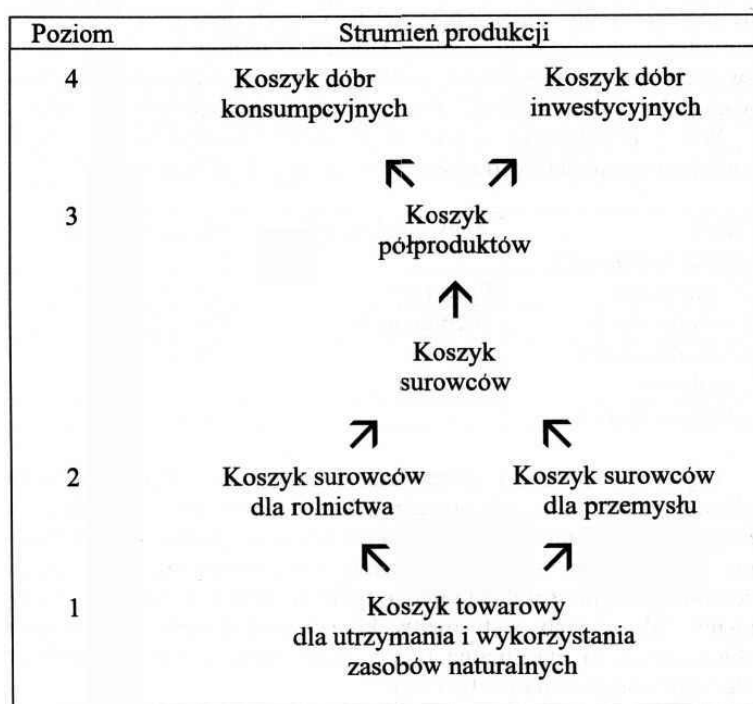 Poziom Strumień produkcji
4 Koszyk dóbr Koszyk dóbr
konsumpcyjnych inwestycyjnych
3 Koszyk
półproduktów
Koszyk
surowców
2 Koszyk surowców Koszyk surowców
dla rolnictwa dla przemysłu
1 Koszyk towarowy
dla utrzymania i wykorzystania
zasobów naturalnych